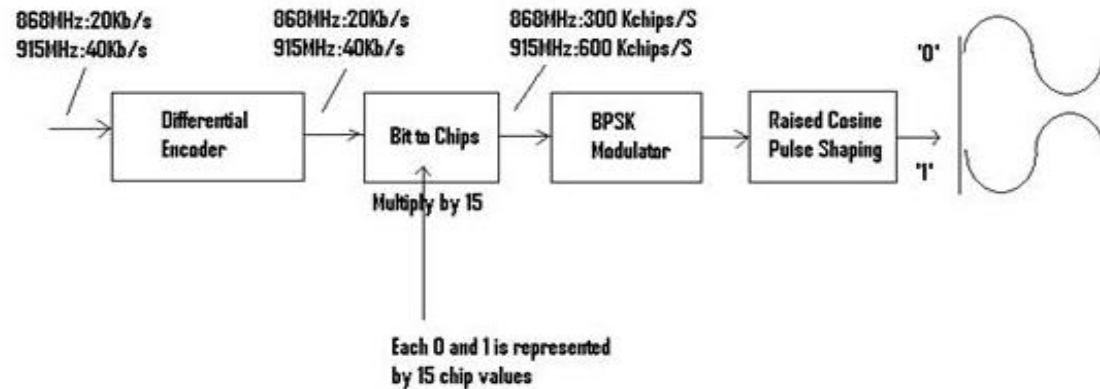 868MHz:20Kb/s
915MHz:40Kb/s
868MHz:20Kb/s
915MHz:40Kb/s
868MHz:300 Kchips/S
915MHz:600 Kchips/S
Differential
Encoder
Bit to Chips
BPSK
Modulator
Raised Cosine
Pulse Shaping
'0'
'1'
Multiply by 15
Each 0 and 1 is represented
by 15 chip values